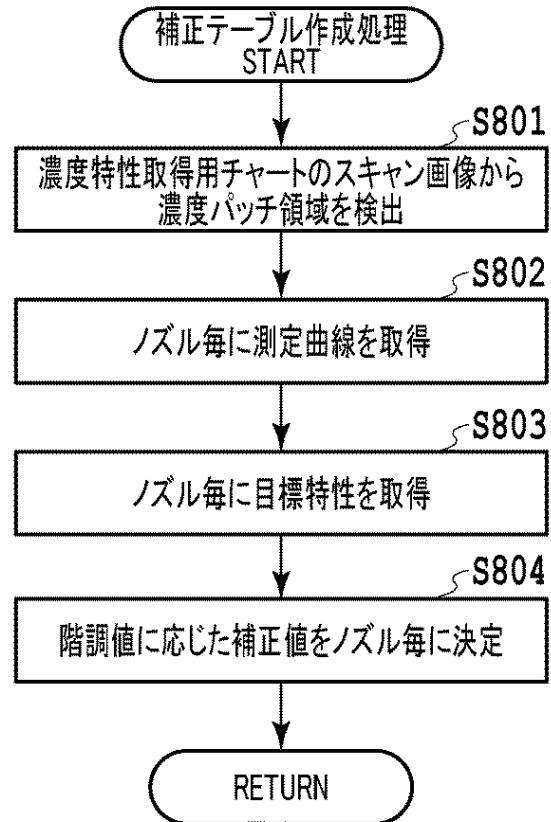 補正テーブル作成処理
START
S801
濃度特性取得用チャートのスキャン画像から
濃度パッチ領域を検出
S802
ノズル毎に測定曲線を取得
S803
ノズル毎に目標特性を取得
S804
階調値に応じた補正値をノズル毎に決定
RETURN